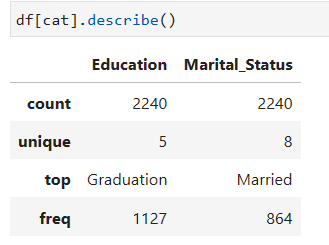 df[cat].describe()
Education Marital_Status
count 2240 2240
unique 5 8
top Graduation Married
freq 1127 864